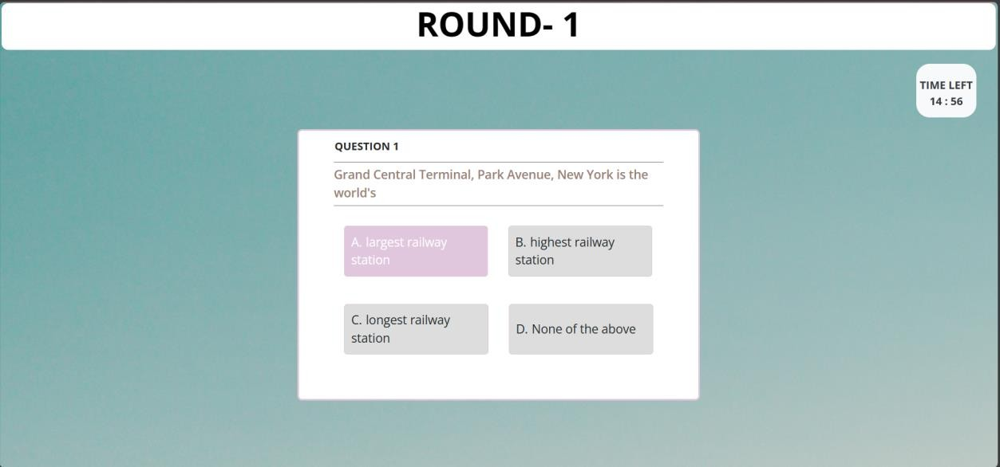 ROUND- 1
TIME LEFT
14 : 56
QUESTION 1
Grand Central Terminal, Park Avenue, New York is the
world's
A. largest railway
station
B. highest railway
station
C. longest railway
station
D. None of the above